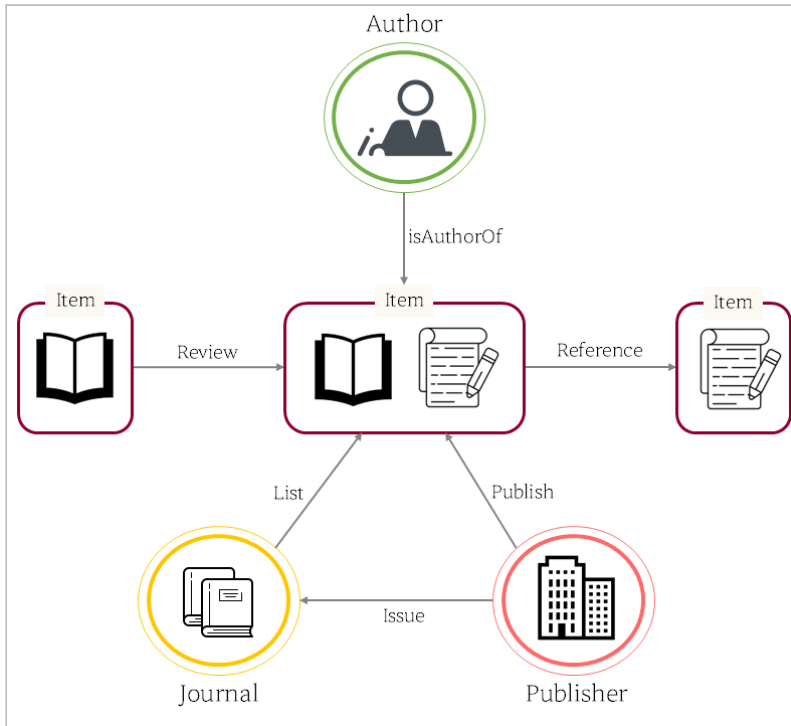 Author
isAuthorOf
Item
Item
Item
Review
Reference
List
Publish
Issue
Journal
Publisher